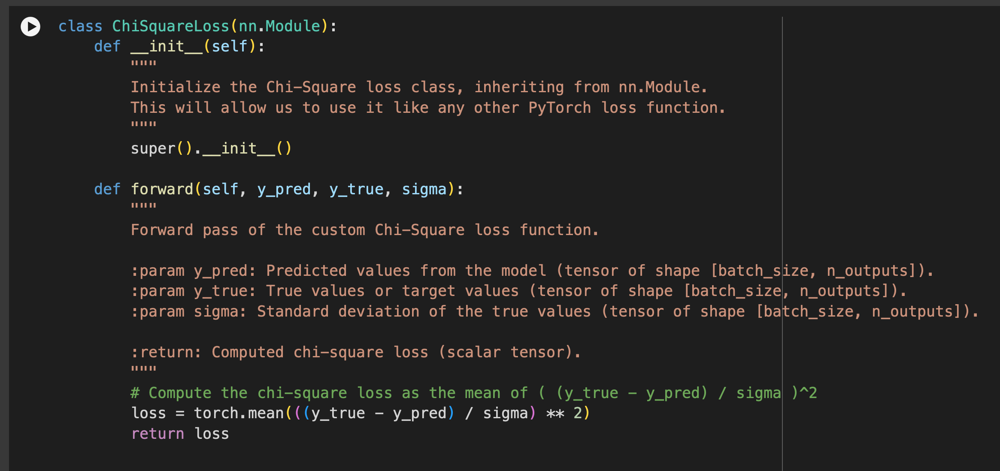 class ChiSquareLoss(nn.Module):
    def __init__(self):
        """
        Initialize the Chi-Square loss class, inheriting from nn.Module.
        This will allow us to use it like any other PyTorch loss function.
        """
        super().__init__()

    def forward(self, y_pred, y_true, sigma):
        """
        Forward pass of the custom Chi-Square loss function.

        :param y_pred: Predicted values from the model (tensor of shape [batch_size, n_outputs]).
        :param y_true: True values or target values (tensor of shape [batch_size, n_outputs]).
        :param sigma: Standard deviation of the true values (tensor of shape [batch_size, n_outputs]).

        :return: Computed chi-square loss (scalar tensor).
        """
        # Compute the chi-square loss as the mean of ( (y_true - y_pred) / sigma )^2
        loss = torch.mean(((y_true - y_pred) / sigma) ** 2)
        return loss